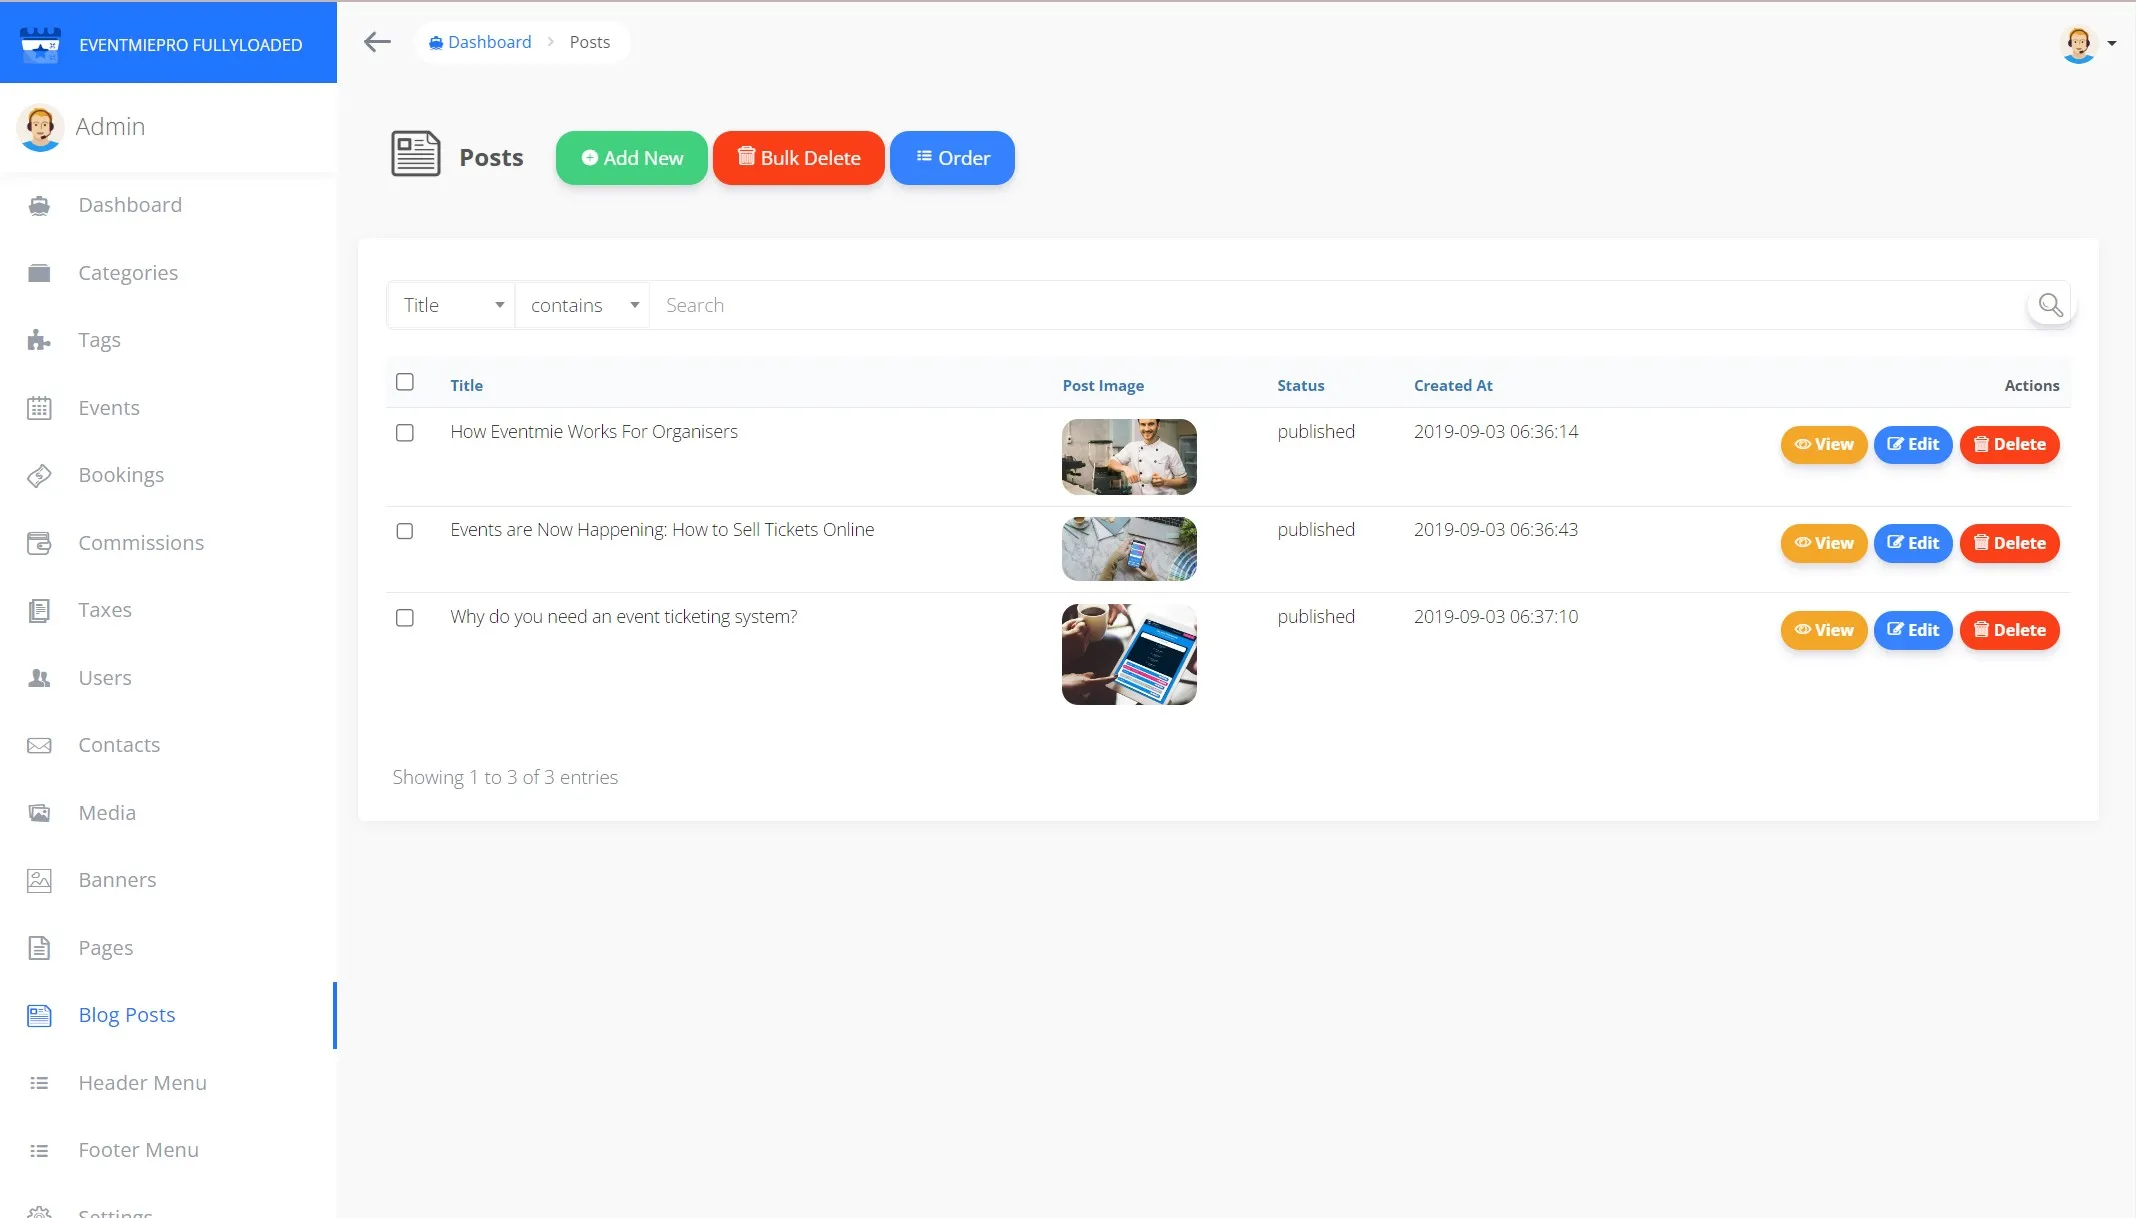 EVENTMIEPRO FULLYLOADED
Dashboard > Posts
Admin
Dashboard
Categories
Tags
Events
Bookings
Commissions
Taxes
Users
Contacts
Media
Banners
Pages
Blog Posts
Header Menu
Footer Menu
Settings
Posts Add New Bulk Delete Order
Title contains Search
Title Post Image Status Created At Actions
How Eventmie Works For Organisers published 2019-09-03 06:36:14 View Edit Delete
Events are Now Happening: How to Sell Tickets Online published 2019-09-03 06:36:43 View Edit Delete
Why do you need an event ticketing system? published 2019-09-03 06:37:10 View Edit Delete
Showing 1 to 3 of 3 entries